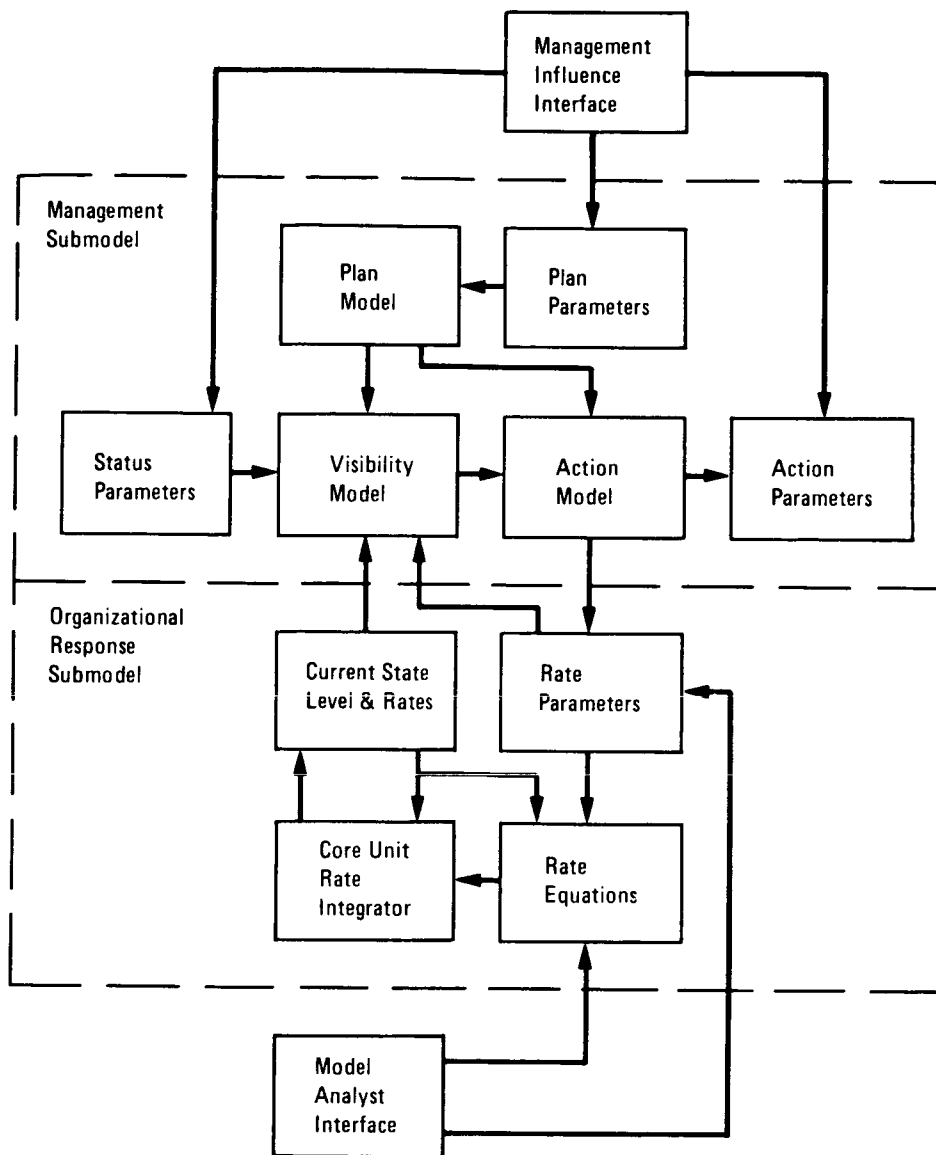 Management
Influence
Interface
Management
Submodel
Plan
Model
Plan
Parameters
Status
Parameters
Visibility
Model
Action
Model
Action
Parameters
Organizational
Response
Submodel
Current State
Level & Rates
Rate
Parameters
Core Unit
Rate
Integrator
Rate
Equations
Model
Analyst
Interface